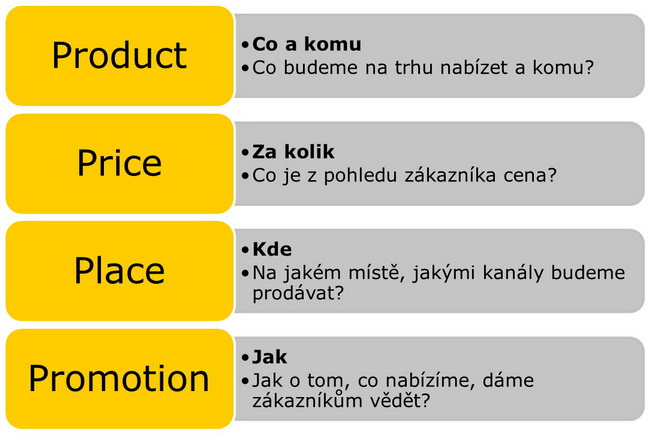 Product
•Co a komu
•Co budeme na trhu nabízet a komu?
Price
•Za kolik
•Co je z pohledu zákazníka cena?
Place
•Kde
•Na jakém místě, jakými kanály budeme
prodávat?
Promotion
•Jak
•Jak o tom, co nabízíme, dáme
zákazníkům vědět?